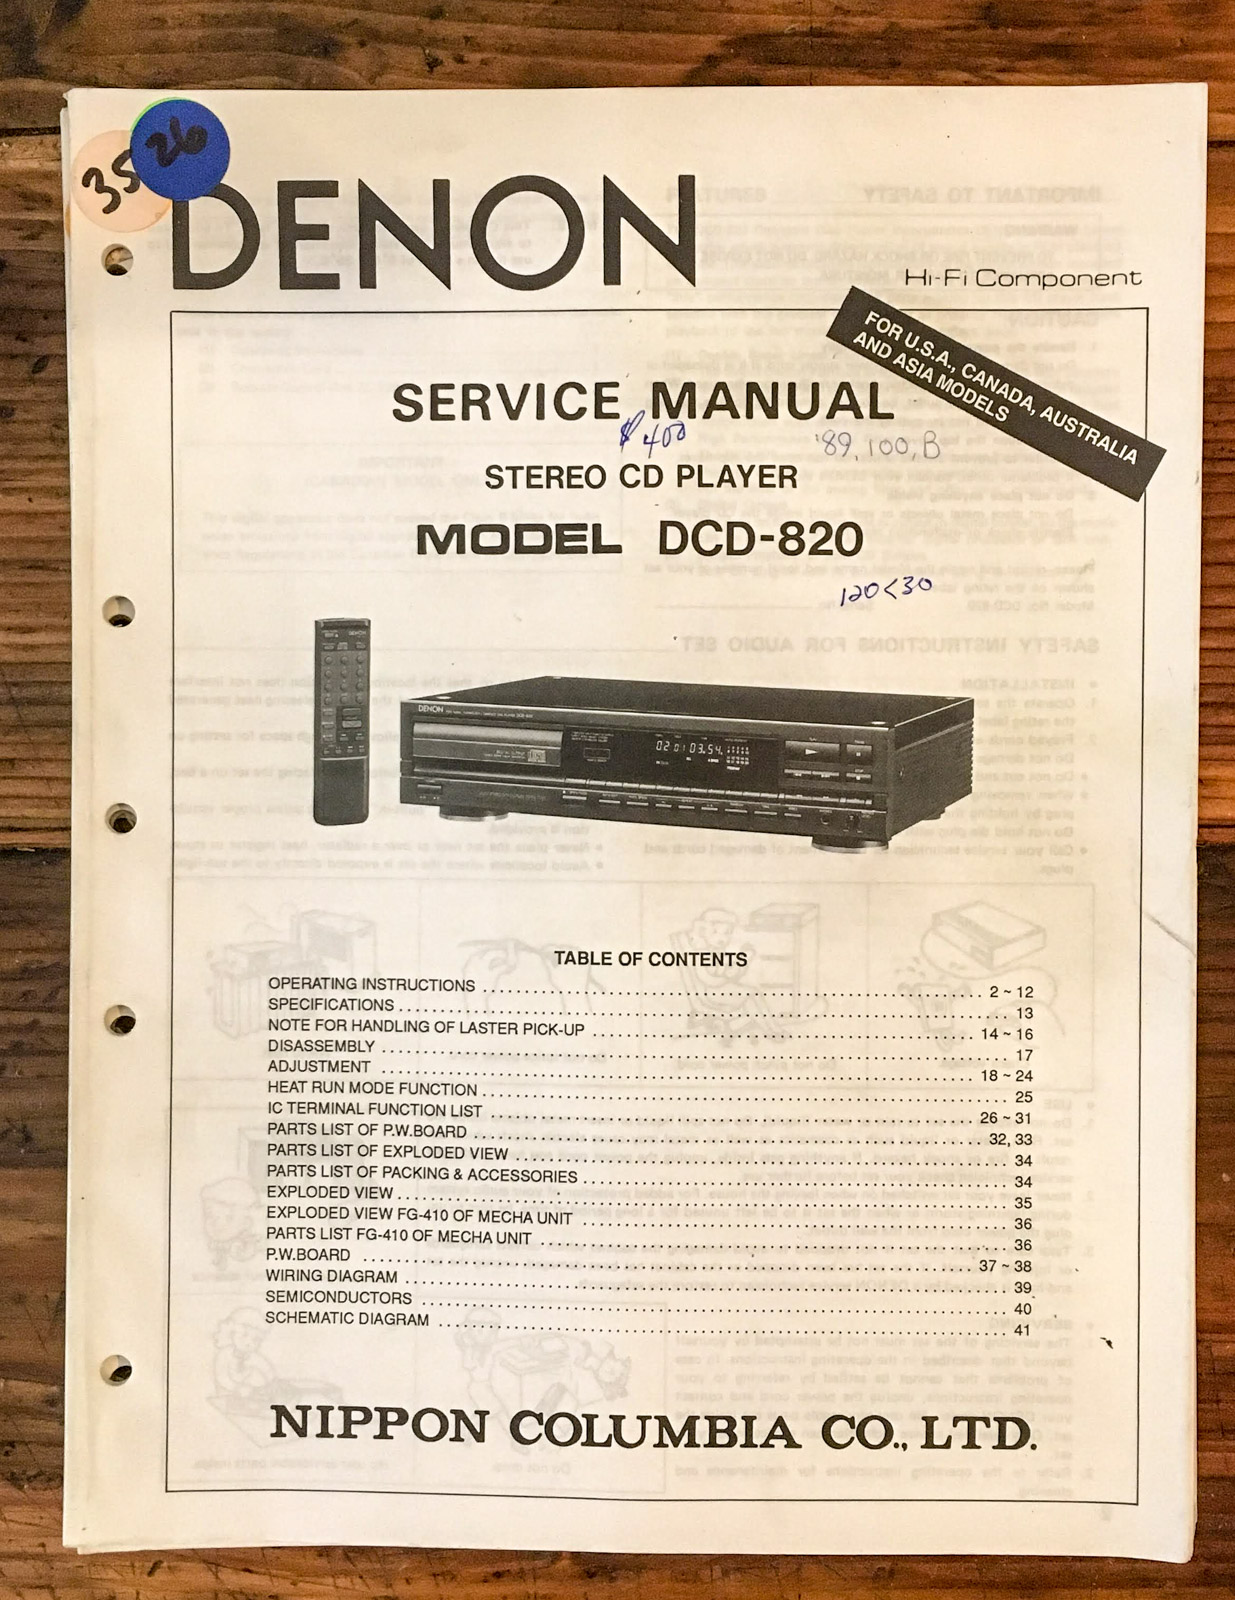 35
26
DENON
Hi-Fi Component
FOR U.S.A., CANADA, AUSTRALIA
AND ASIA MODELS
SERVICE MANUAL
$400
'89, 100, B
STEREO CD PLAYER
MODEL DCD-820
120<30
DENON
DENON
02 01 03.54
TABLE OF CONTENTS
OPERATING INSTRUCTIONS 2 ~ 12
SPECIFICATIONS 13
NOTE FOR HANDLING OF LASTER PICK-UP 14 ~ 16
DISASSEMBLY 17
ADJUSTMENT 18 ~ 24
HEAT RUN MODE FUNCTION 25
IC TERMINAL FUNCTION LIST 26 ~ 31
PARTS LIST OF P.W.BOARD 32, 33
PARTS LIST OF EXPLODED VIEW 34
PARTS LIST OF PACKING & ACCESSORIES 34
EXPLODED VIEW 35
EXPLODED VIEW FG-410 OF MECHA UNIT 36
PARTS LIST FG-410 OF MECHA UNIT 36
P.W.BOARD 37 ~ 38
WIRING DIAGRAM 39
SEMICONDUCTORS 40
SCHEMATIC DIAGRAM 41
NIPPON COLUMBIA CO., LTD.